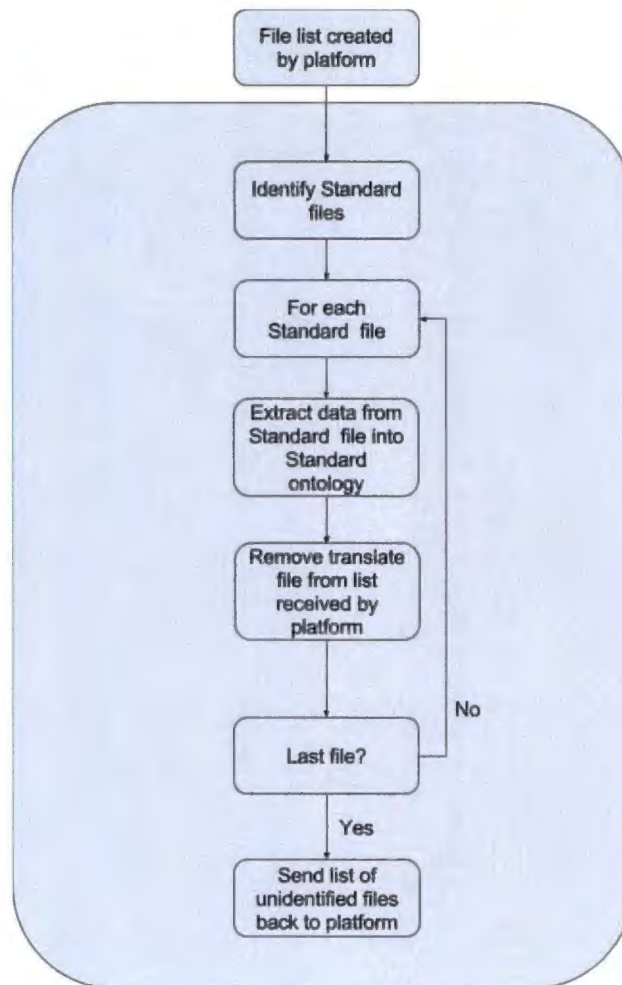 File list created
by platform
Identify Standard
files
For each
Standard file
Extract data from
Standard file into
Standard
ontology
Remove translate
file from list
received by
platform
No
Last file?
Yes
Send list of
unidentified files
back to platform